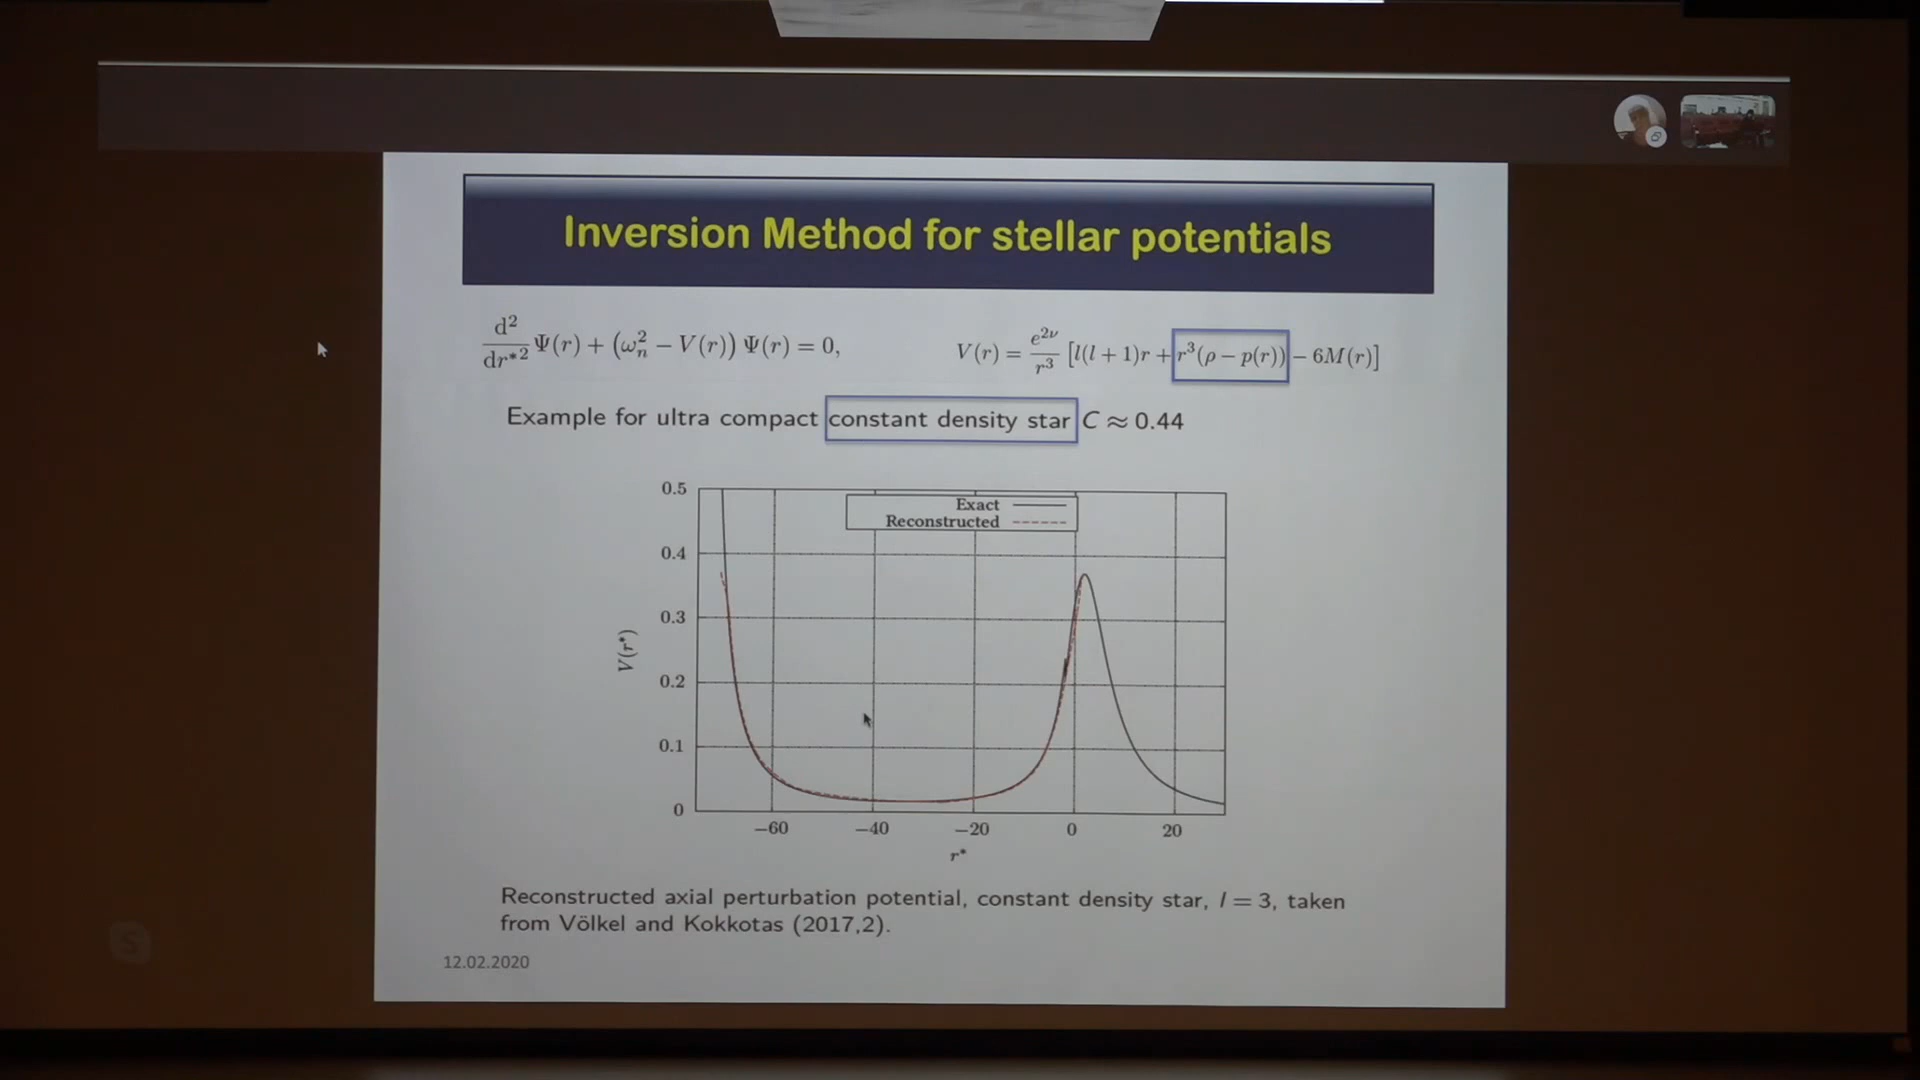 Inversion Method for stellar potentials
d²/dr*² Ψ(r) + (ωₙ² − V(r)) Ψ(r) = 0,
V(r) = e^{2ν}/r³ [l(l + 1)r + r³(ρ − p(r)) − 6M(r)]
Example for ultra compact constant density star C ≈ 0.44
Exact
Reconstructed
0.5
0.4
0.3
0.2
0.1
0
V(r*)
−60 −40 −20 0 20
r*
Reconstructed axial perturbation potential, constant density star, l = 3, taken
from Völkel and Kokkotas (2017,2).
12.02.2020
S